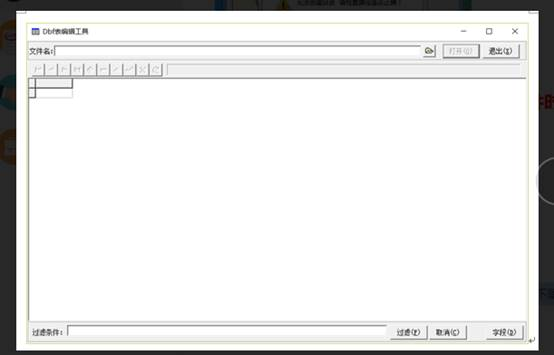 Dbf表编辑工具
文件名: 打开(O) 退出(X)
过滤条件: 过滤(F) 取消(C) 字段(D)